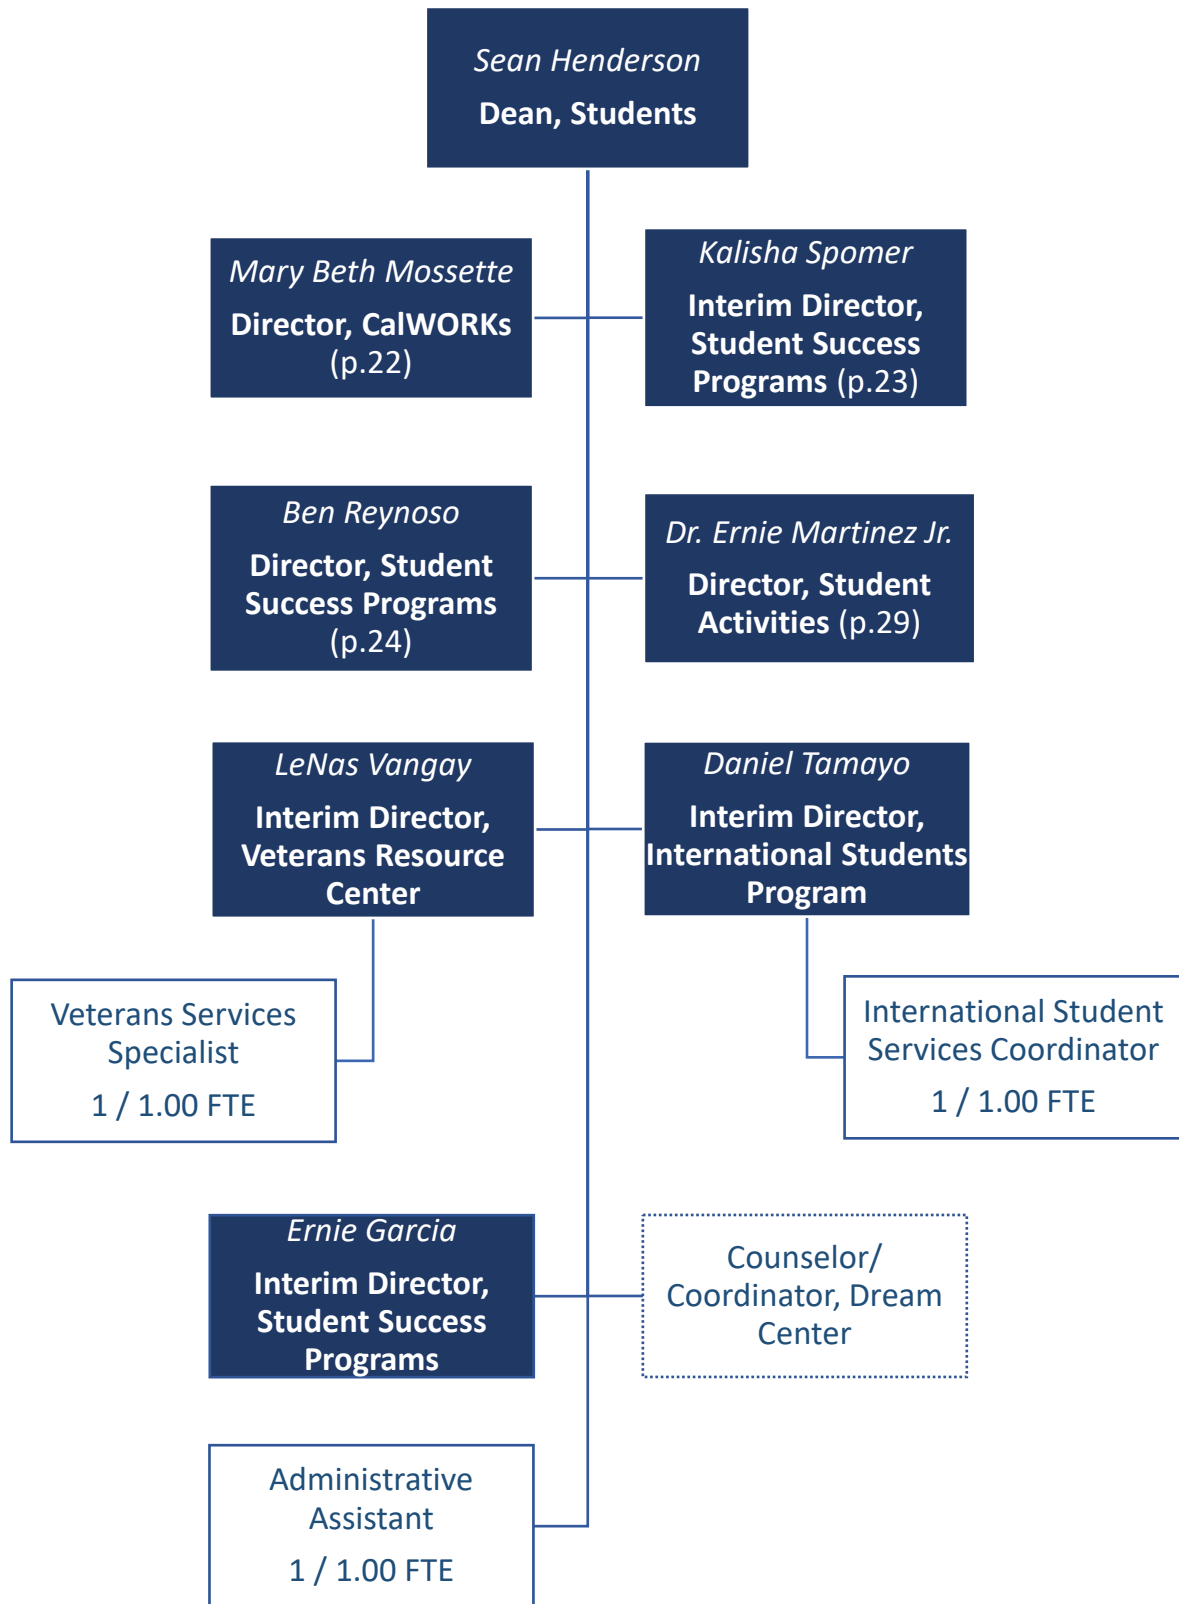 Sean Henderson
Dean, Students
Mary Beth Mossette
Director, CalWORKs
(p.22)
Kalisha Spomer
Interim Director,
Student Success
Programs (p.23)
Ben Reynoso
Director, Student
Success Programs
(p.24)
Dr. Ernie Martinez Jr.
Director, Student
Activities (p.29)
LeNas Vangay
Interim Director,
Veterans Resource
Center
Daniel Tamayo
Interim Director,
International Students
Program
Veterans Services
Specialist
1 / 1.00 FTE
International Student
Services Coordinator
1 / 1.00 FTE
Ernie Garcia
Interim Director,
Student Success
Programs
Counselor/
Coordinator, Dream
Center
Administrative
Assistant
1 / 1.00 FTE